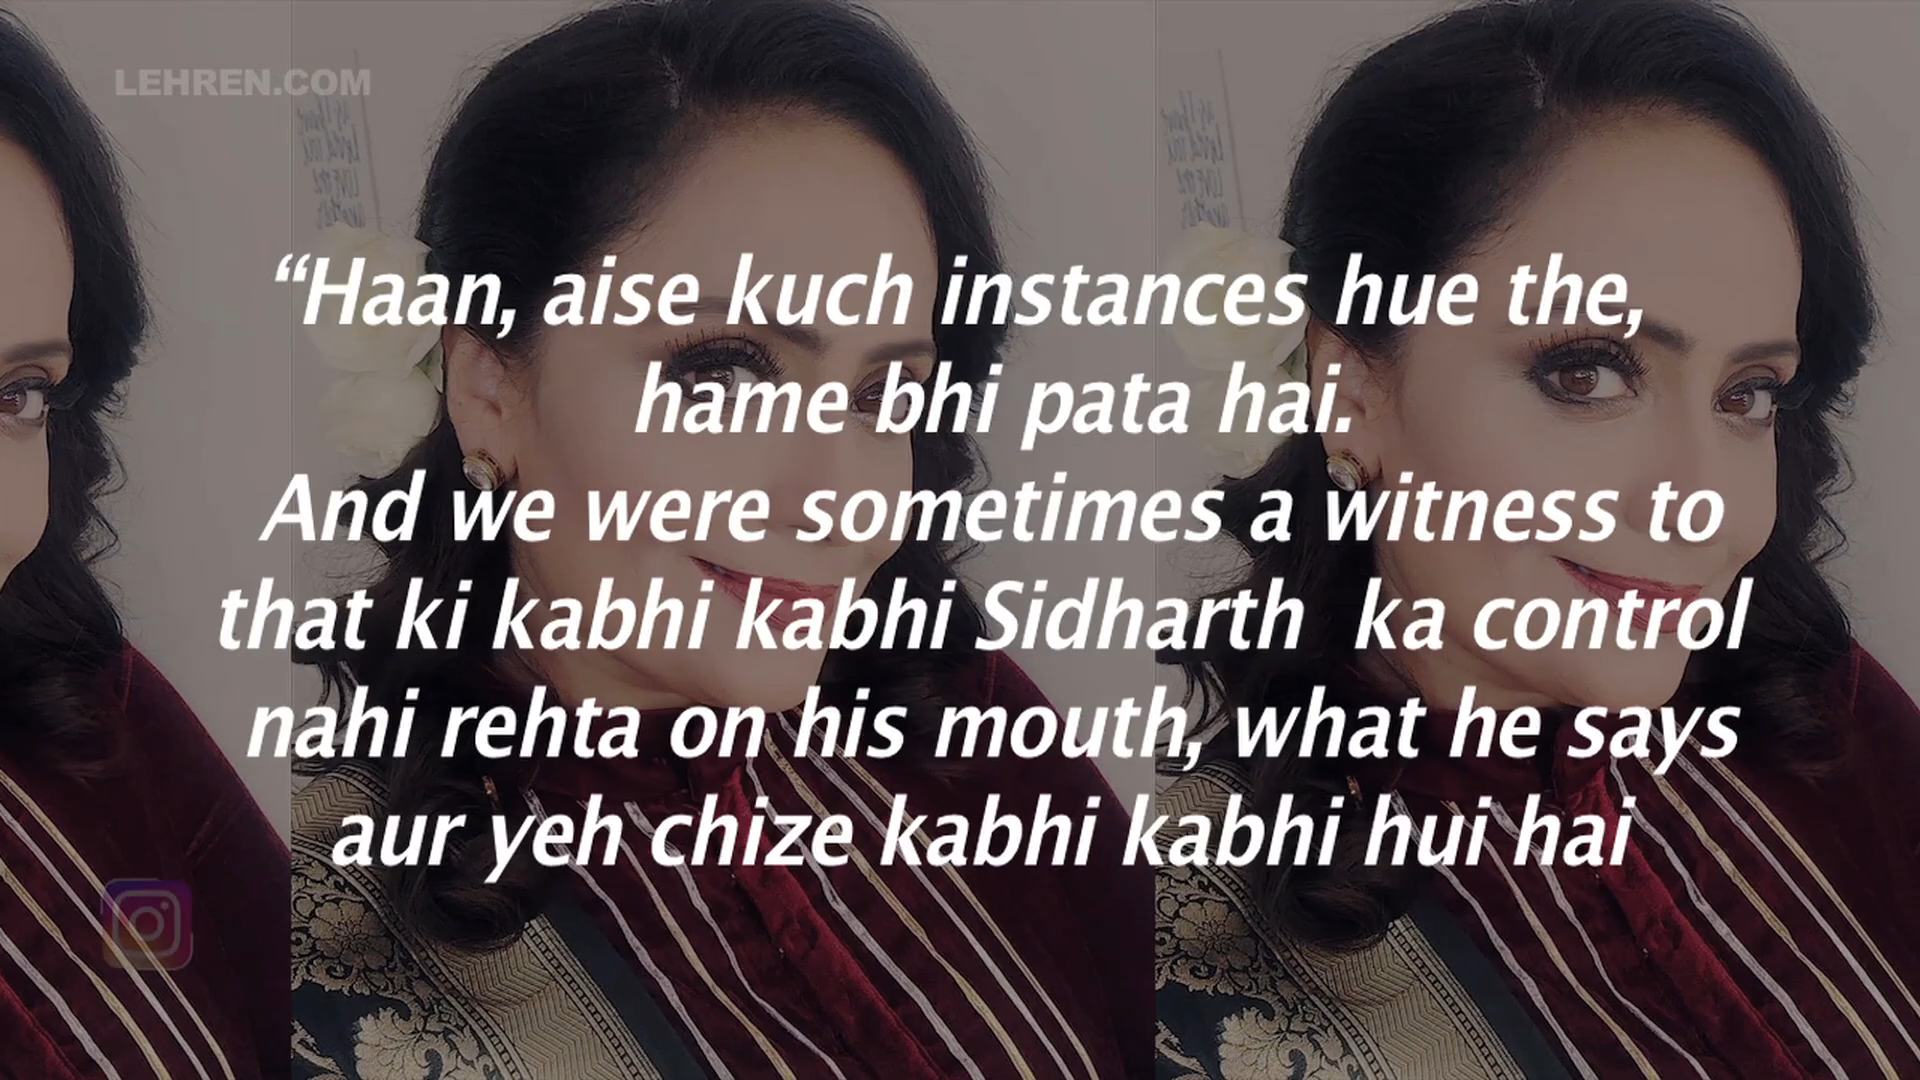 LEHREN.COM
“Haan, aise kuch instances hue the,
hame bhi pata hai.
And we were sometimes a witness to
that ki kabhi kabhi Sidharth ka control
nahi rehta on his mouth, what he says
aur yeh chize kabhi kabhi hui hai